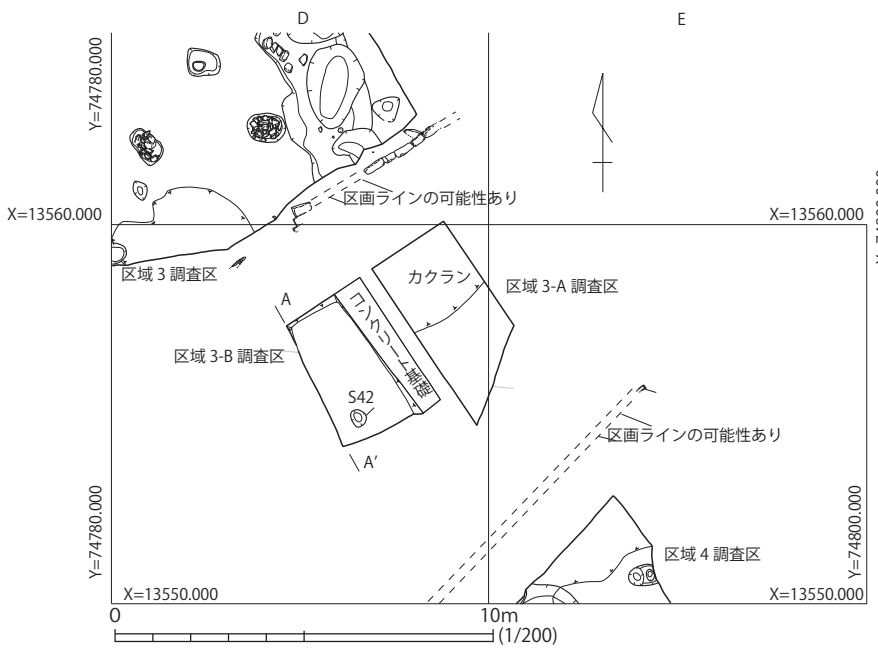 D
E
Y=74780.000
X=13560.000
区画ラインの可能性あり
X=13560.000
区域 3 調査区
カクラン
区域 3-A 調査区
A
コンクリート基礎
区域 3-B 調査区
S42
A'
区画ラインの可能性あり
Y=74780.000
Y=74800.000
区域 4 調査区
X=13550.000
X=13550.000
0
10m
(1/200)